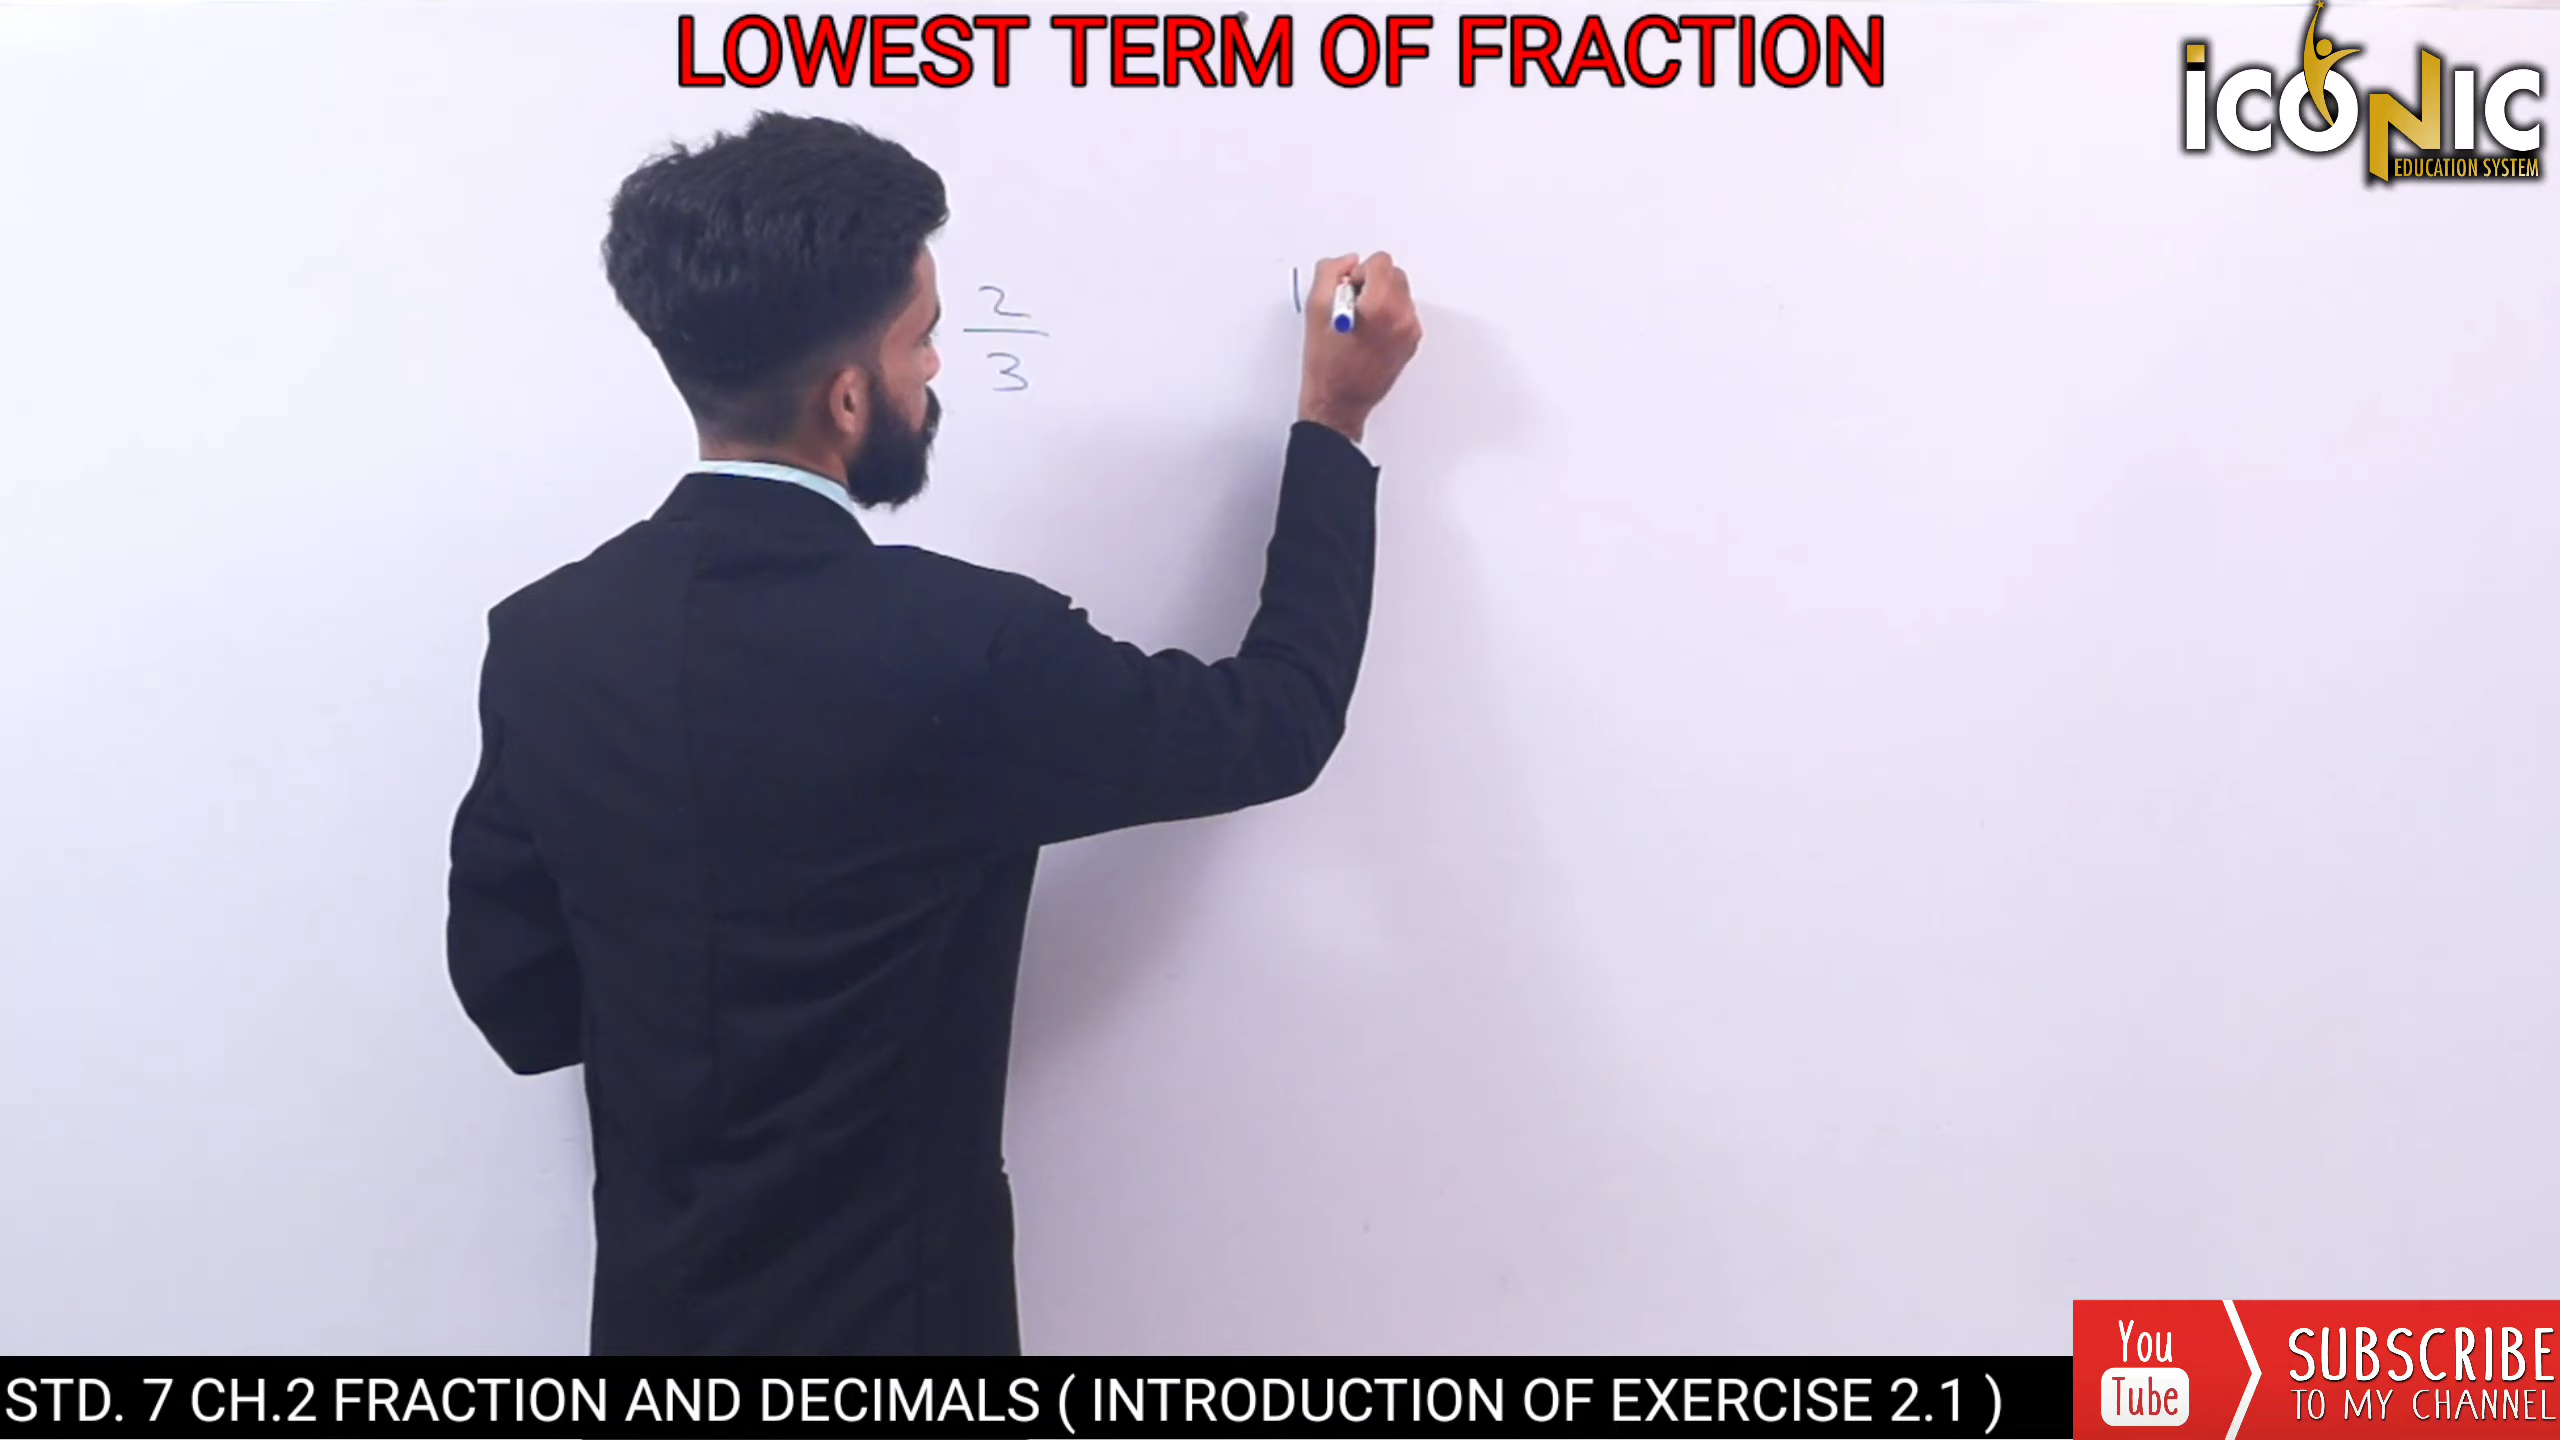 LOWEST TERM OF FRACTION
iCONIC
EDUCATION SYSTEM
2
3
1
STD. 7 CH.2 FRACTION AND DECIMALS ( INTRODUCTION OF EXERCISE 2.1 )
You
Tube
SUBSCRIBE
TO MY CHANNEL